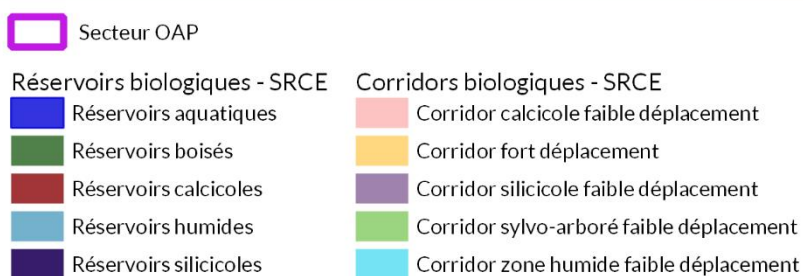 Secteur OAP
Réservoirs biologiques - SRCE
Réservoirs aquatiques
Réservoirs boisés
Réservoirs calcicoles
Réservoirs humides
Réservoirs silicicoles
Corridors biologiques - SRCE
Corridor calcicole faible déplacement
Corridor fort déplacement
Corridor silicicole faible déplacement
Corridor sylvo-arboré faible déplacement
Corridor zone humide faible déplacement